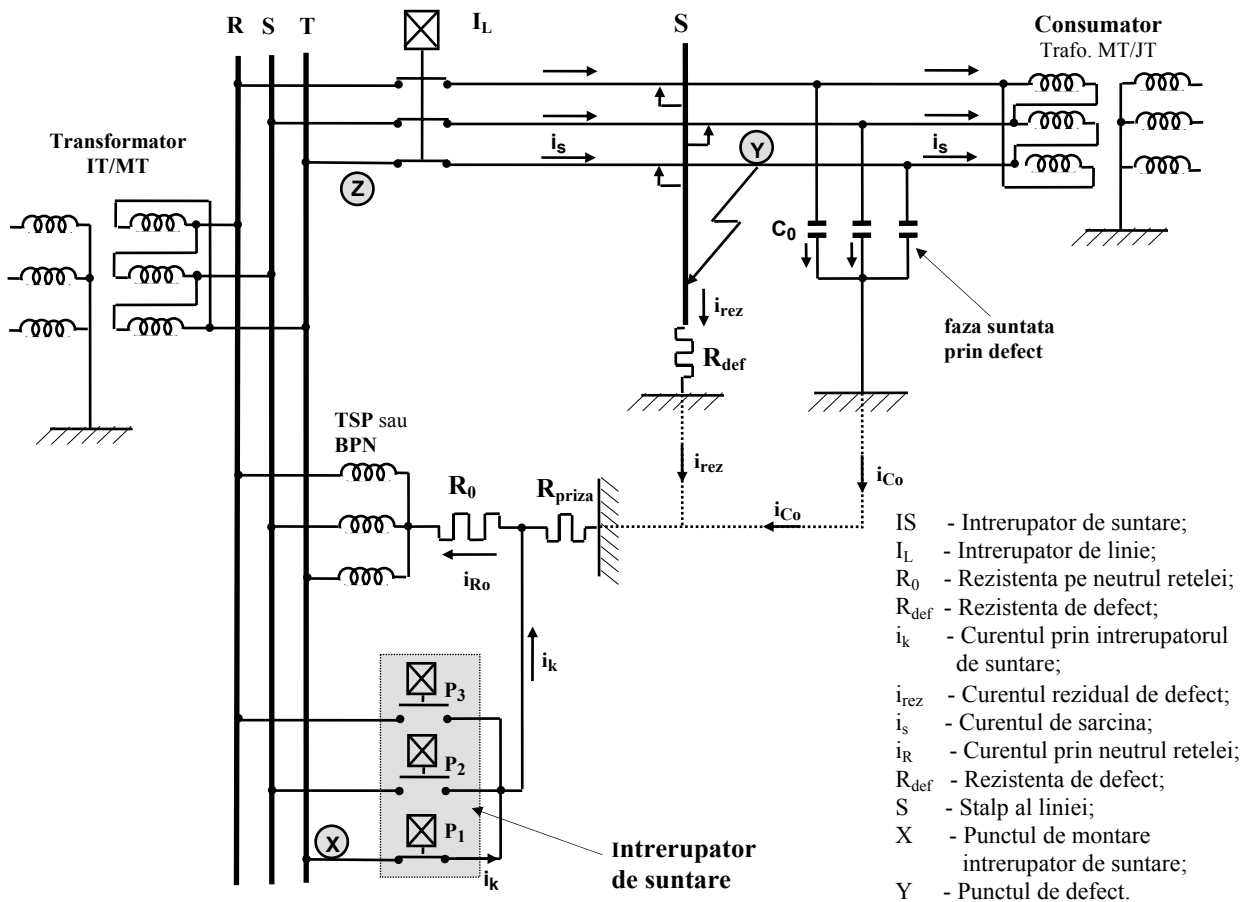 R S T
I_L
S
Consumator
Trafo. MT/JT
Transformator
IT/MT
i_s
Z
Y
i_s
C_0
i_rez
R_def
faza suntata
prin defect
TSP sau
BPN
R_0
R_priza
i_rez
i_Co
i_Co
i_Ro
i_k
P_3
P_2
P_1
X
i_k
Intrerupator
de suntare
IS - Intrerupator de suntare;
I_L - Intrerupator de linie;
R_0 - Rezistenta pe neutrul retelei;
R_def - Rezistenta de defect;
i_k - Curentul prin intrerupatorul
de suntare;
i_rez - Curentul rezidual de defect;
i_s - Curentul de sarcina;
i_R - Curentul prin neutrul retelei;
R_def - Rezistenta de defect;
S - Stalp al liniei;
X - Punctul de montare
intrerupator de suntare;
Y - Punctul de defect.